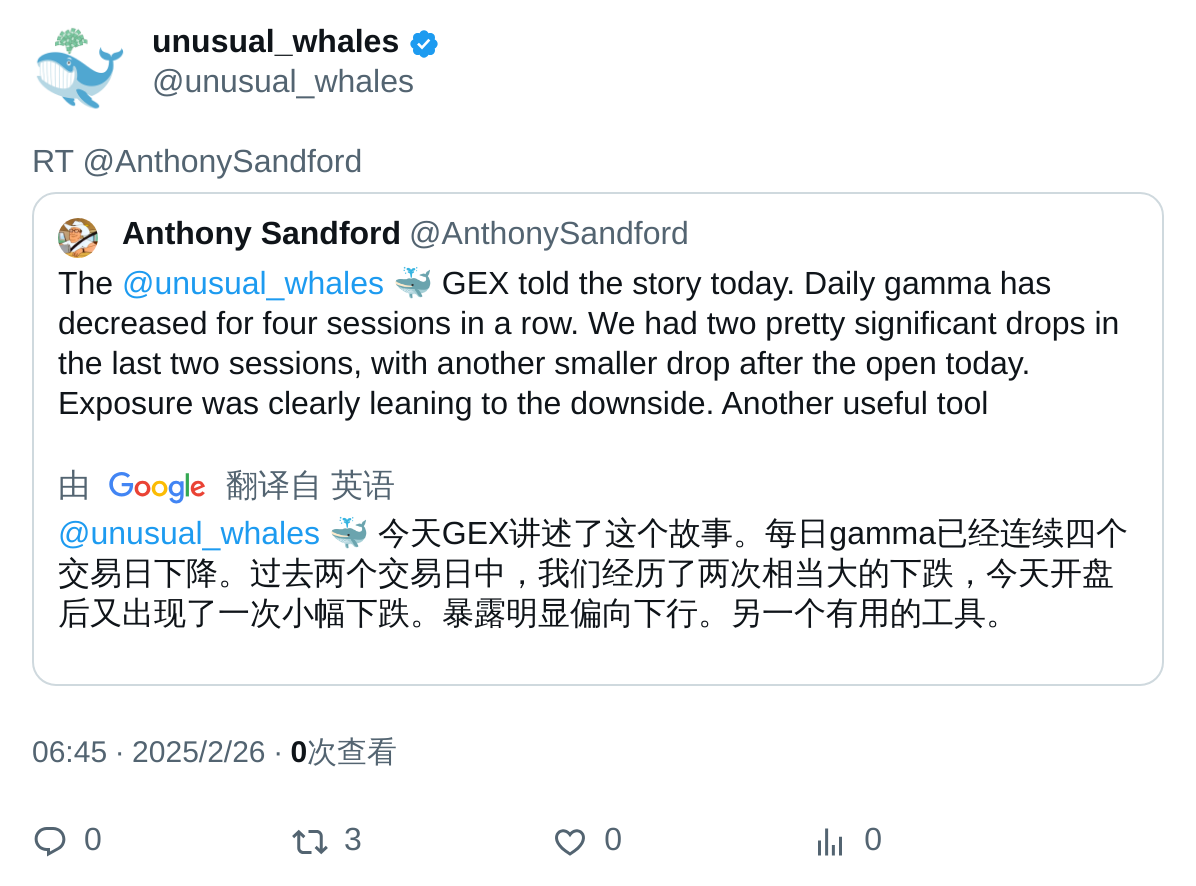 unusual_whales
@unusual_whales
RT @AnthonySandford
Anthony Sandford @AnthonySandford
The @unusual_whales 🐳 GEX told the story today. Daily gamma has
decreased for four sessions in a row. We had two pretty significant drops in
the last two sessions, with another smaller drop after the open today.
Exposure was clearly leaning to the downside. Another useful tool
由 Google 翻译自 英语
@unusual_whales 🐳 今天GEX讲述了这个故事。每日gamma已经连续四个
交易日下降。过去两个交易日中，我们经历了两次相当大的下跌，今天开盘
后又出现了一次小幅下跌。暴露明显偏向下行。另一个有用的工具。
06:45 · 2025/2/26 · 0次查看
0 3 0 0